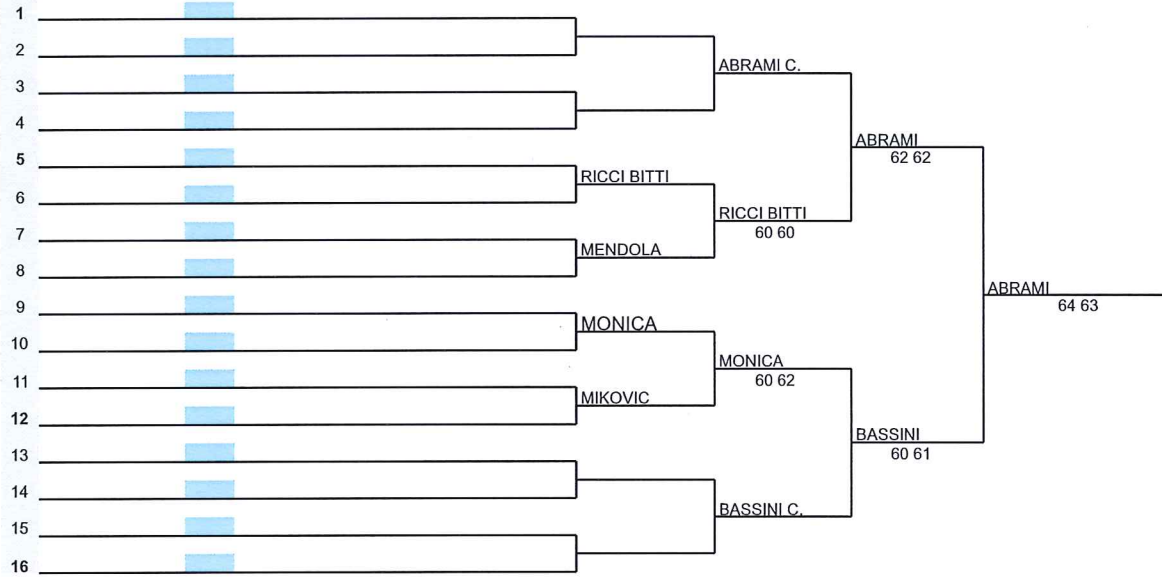 1
2
3
ABRAMI C.
4
ABRAMI
62 62
5
RICCI BITTI
6
RICCI BITTI
60 60
7
MENDOLA
8
ABRAMI
64 63
9
MONICA
10
MONICA
60 62
11
MIKOVIC
12
BASSINI
60 61
13
14
BASSINI C.
15
16